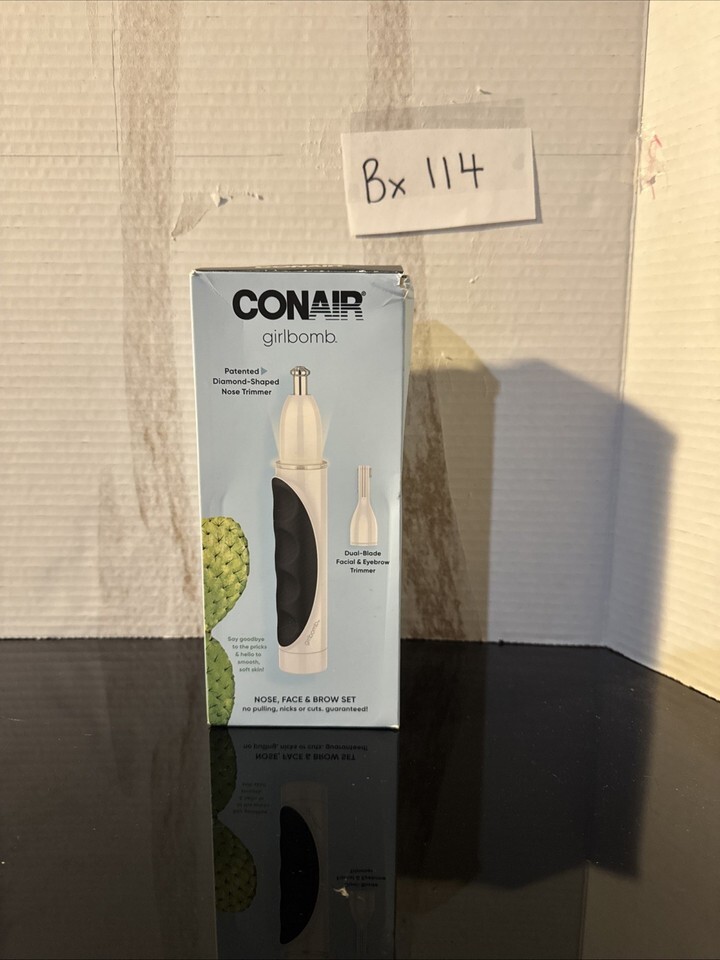 Bx 114
CONAIR®
girlbomb.
Patented
Diamond-Shaped
Nose Trimmer
Dual-Blade
Facial & Eyebrow
Trimmer
Say goodbye
to the pricks
& hello to
smooth,
soft skin!
NOSE, FACE & BROW SET
no pulling, nicks or cuts. guaranteed!